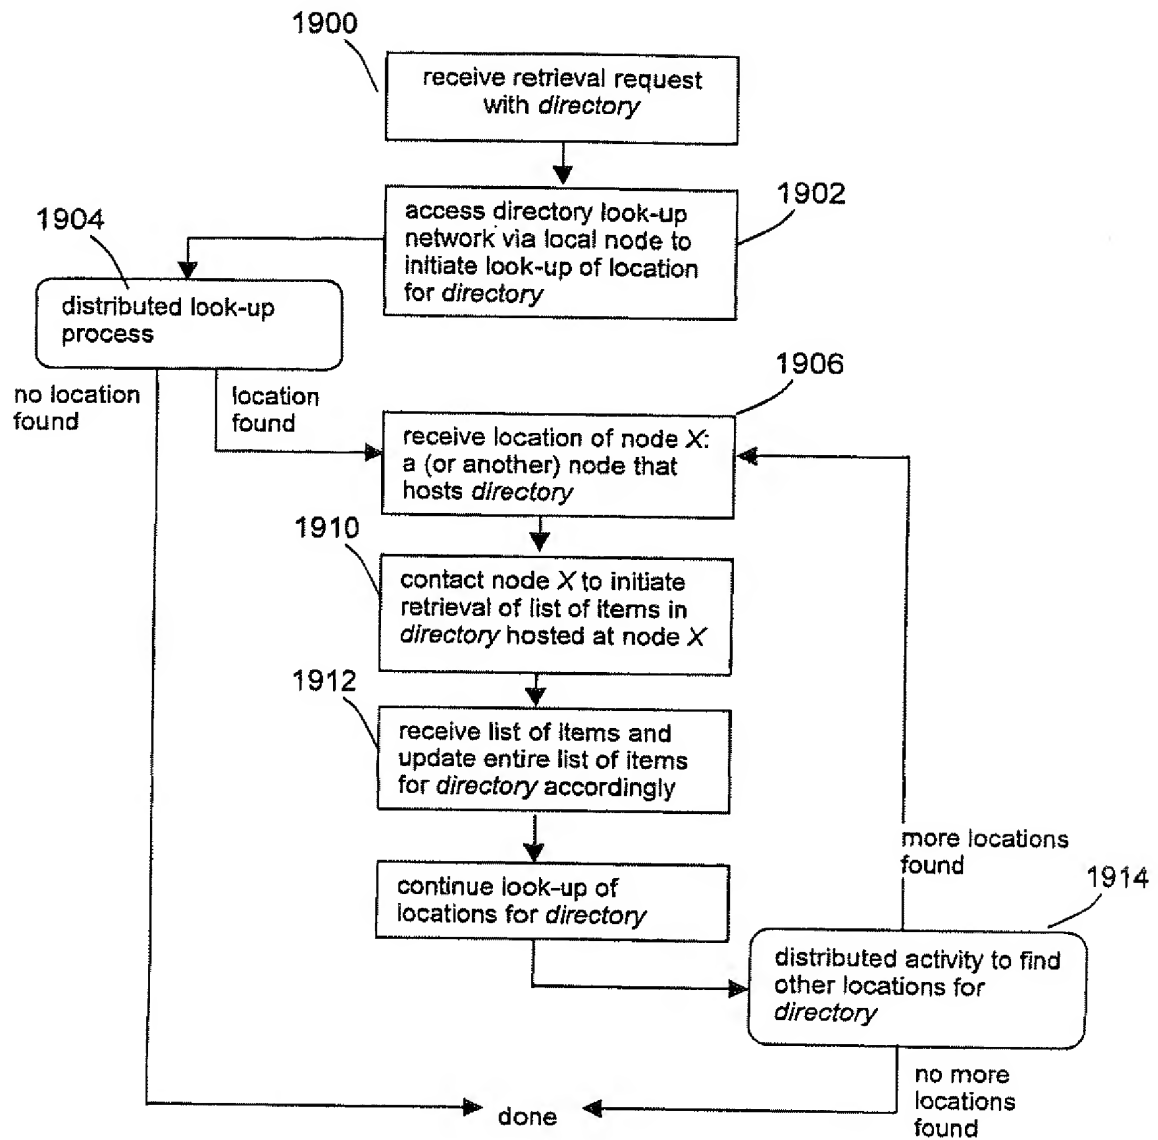 1900
receive retrieval request
with directory
1902
access directory look-up
network via local node to
initiate look-up of location
for directory
1904
distributed look-up
process
no location
found
location
found
1906
receive location of node X:
a (or another) node that
hosts directory
1910
contact node X to initiate
retrieval of list of items in
directory hosted at node X
1912
receive list of items and
update entire list of items
for directory accordingly
continue look-up of
locations for directory
more locations
found
1914
distributed activity to find
other locations for
directory
no more
locations
found
done